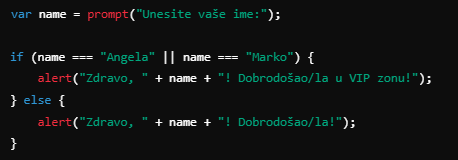 var name = prompt("Unesite vaše ime:");
if (name === "Angela" || name === "Marko") {
alert("Zdravo, " + name + "! Dobrodošao/la u VIP zonu!");
} else {
alert("Zdravo, " + name + "! Dobrodošao/la!");
}